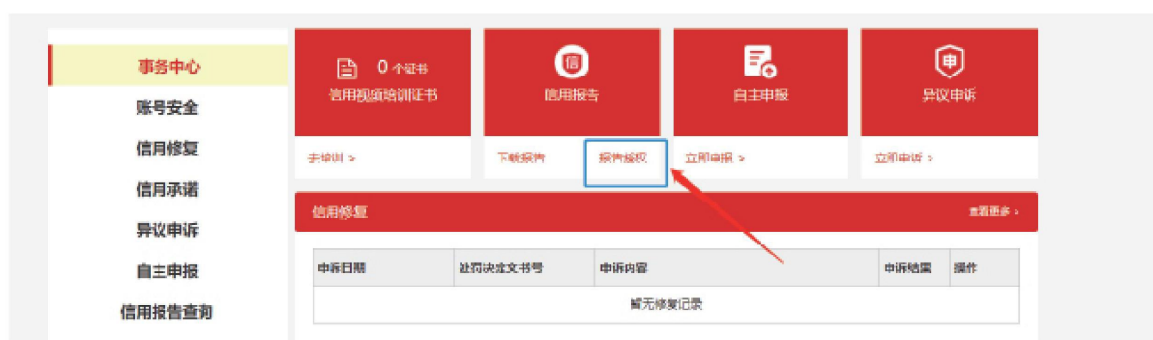 事务中心
账号安全
信用修复
信用承诺
异议申诉
自主申报
信用报告查询
0 个证书
信用视频培训证书
信
信用报告
自主申报
申
异议申诉
去培训 >
下载报告
报告授权
立即申报 >
立即申诉 >
信用修复
查看更多 >
申诉日期 处罚决定文书号 申诉内容 申诉结果 操作
暂无修复记录